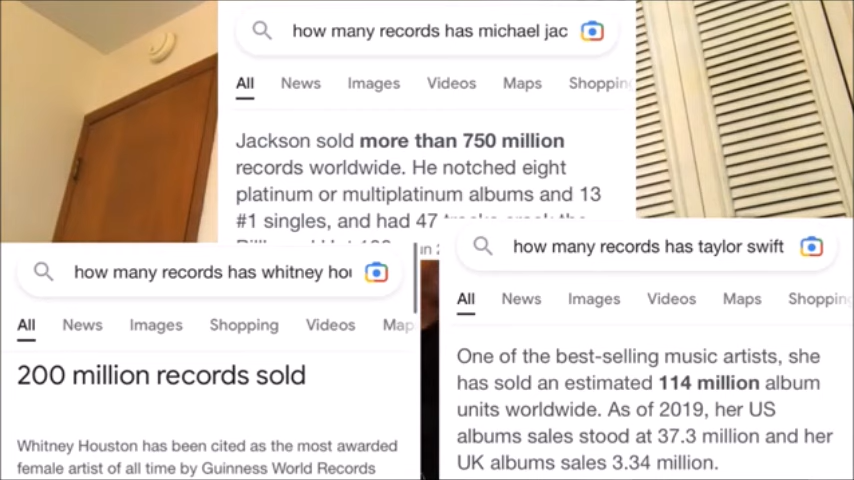 how many records has michael jac
All News Images Videos Maps Shoppin
Jackson sold more than 750 million
records worldwide. He notched eight
platinum or multiplatinum albums and 13
#1 singles, and had 47
how many records has whitney hou
All News Images Shopping Videos Map
200 million records sold
Whitney Houston has been cited as the most awarded
female artist of all time by Guinness World Records
how many records has taylor swift
All News Images Videos Maps Shoppin
One of the best-selling music artists, she
has sold an estimated 114 million album
units worldwide. As of 2019, her US
albums sales stood at 37.3 million and her
UK albums sales 3.34 million.